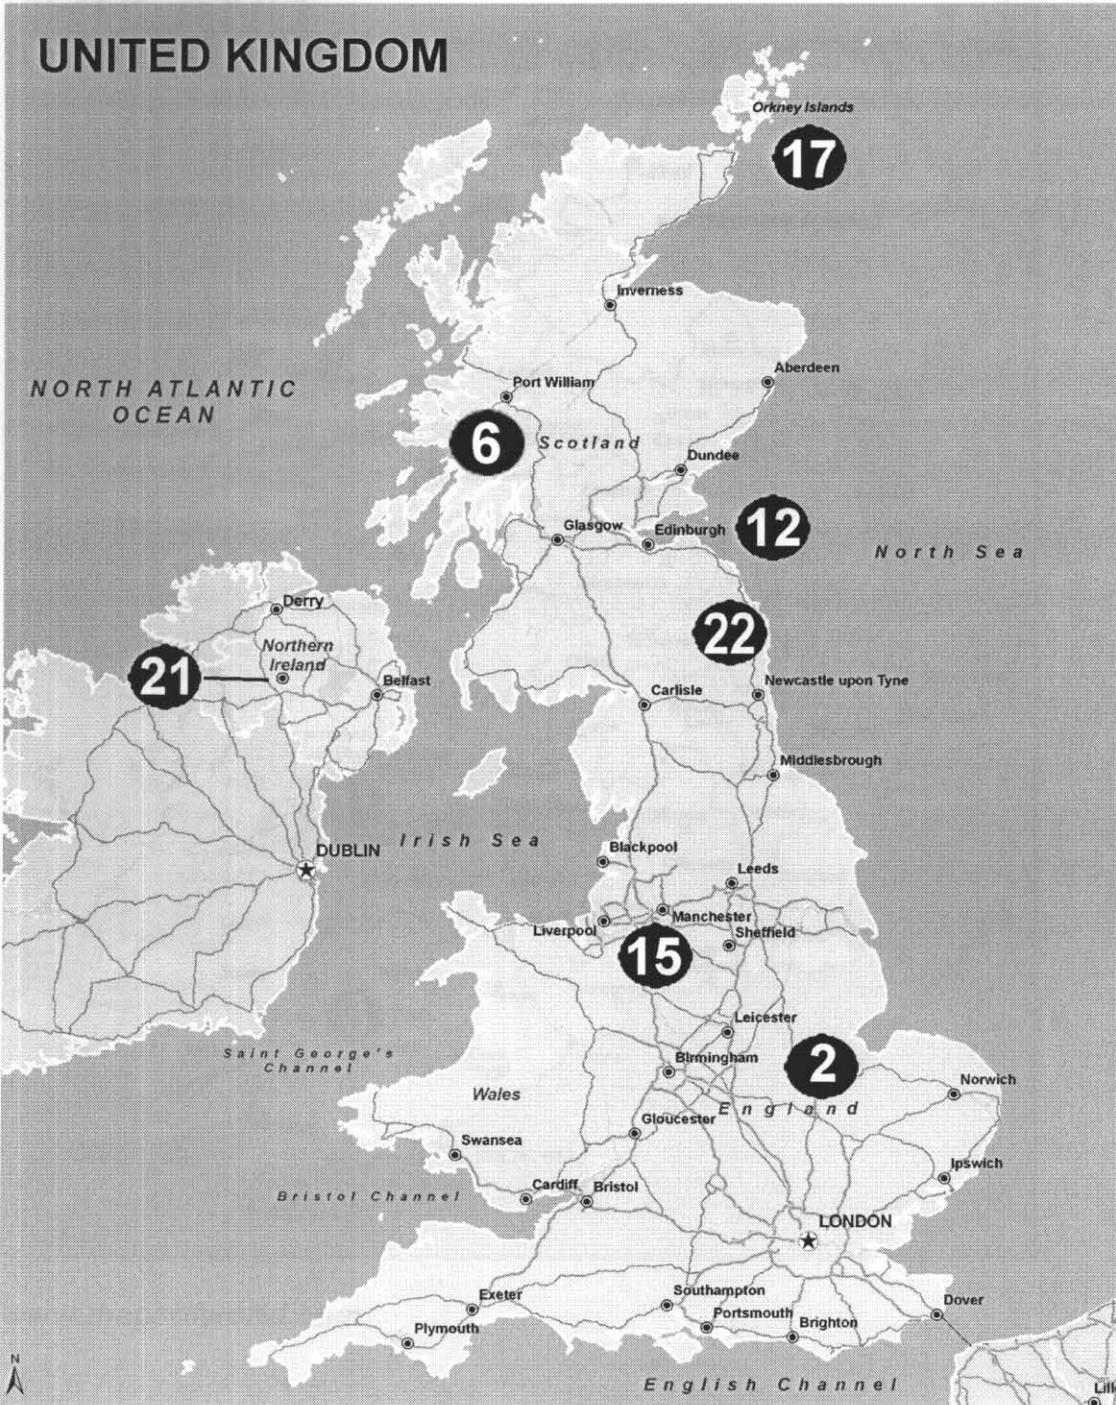 UNITED KINGDOM
Orkney Islands
17
Inverness
NORTH ATLANTIC
OCEAN
Port William
Aberdeen
6
Scotland
Dundee
Glasgow
Edinburgh
12
North Sea
Derry
Northern
Ireland
21
Belfast
22
Carlisle
Newcastle upon Tyne
Middlesbrough
Irish Sea
DUBLIN
Blackpool
Leeds
Manchester
Liverpool
Sheffield
15
Leicester
Saint George's
Channel
Birmingham
2
Norwich
Wales
England
Gloucester
Swansea
Ipswich
Bristol Channel
Cardiff
Bristol
LONDON
Exeter
Southampton
Dover
Portsmouth
Brighton
Plymouth
N
English Channel
Lill